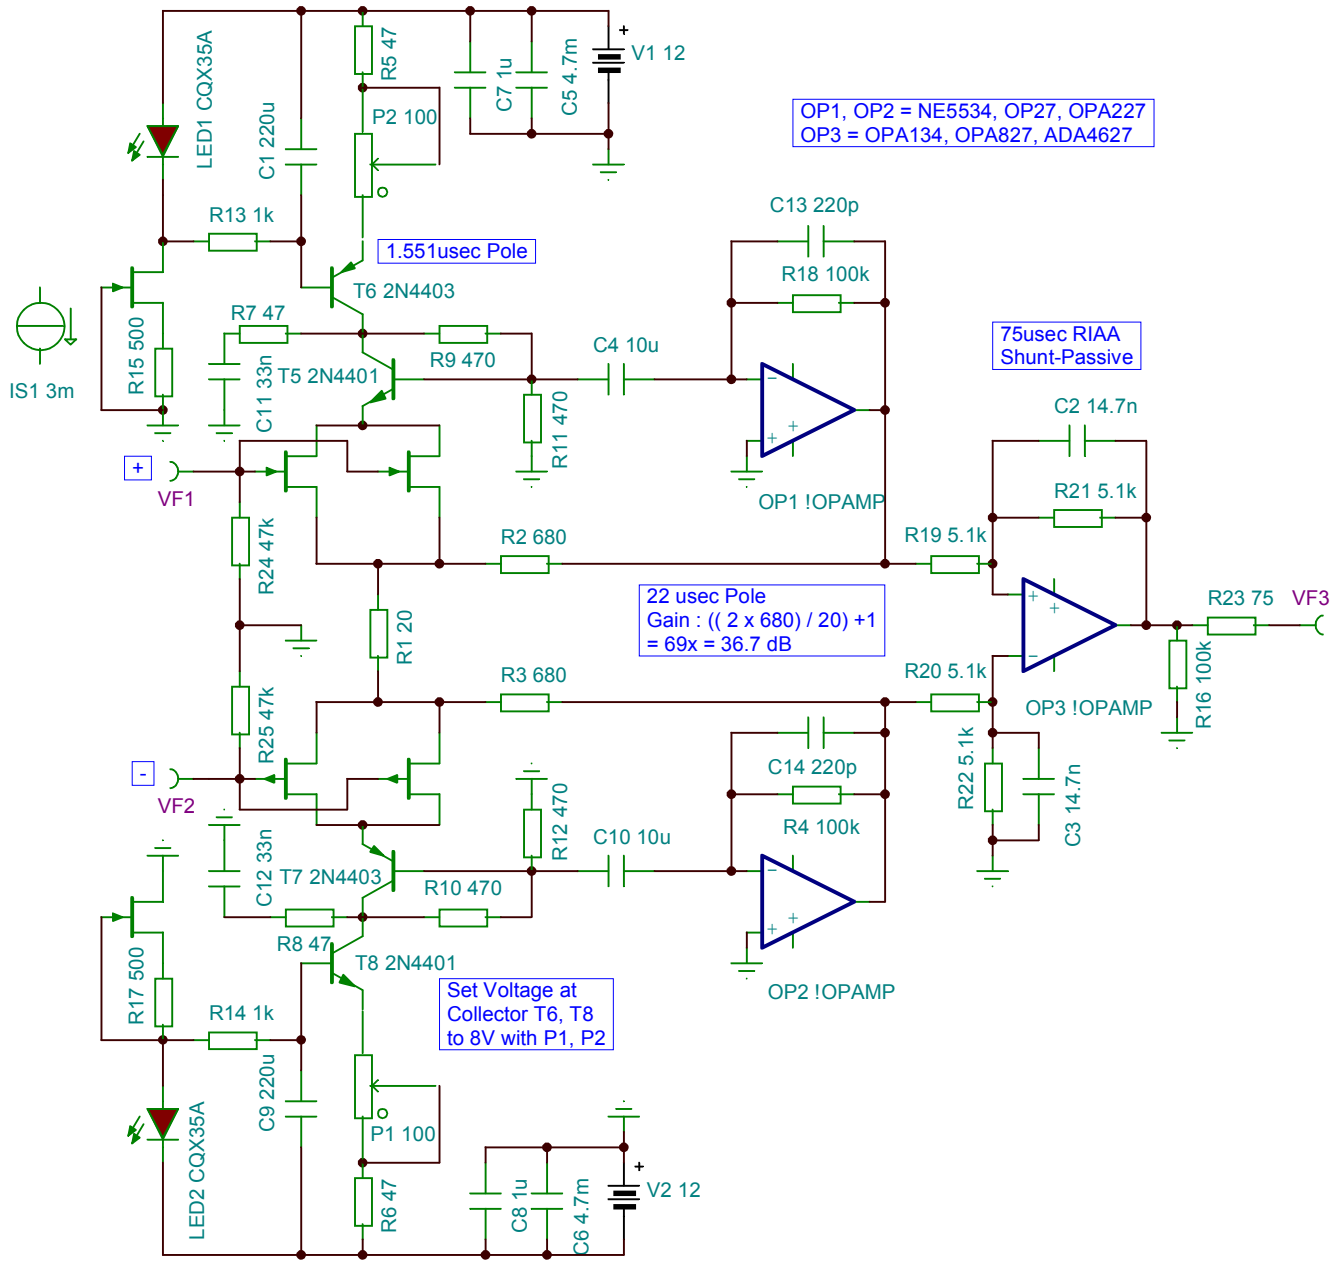 LED1 CQX35A
C1 220u
R5 47
P2 100
C7 1u
C5 4.7m
+
V1 12
OP1, OP2 = NE5534, OP27, OPA227
OP3 = OPA134, OPA827, ADA4627
R13 1k
1.551usec Pole
T6 2N4403
C13 220p
R18 100k
IS1 3m
R15 500
R7 47
C11 33n
R9 470
T5 2N4401
R11 470
C4 10u
OP1 !OPAMP
75usec RIAA
Shunt-Passive
C2 14.7n
R21 5.1k
+
VF1
R24 47k
R2 680
R19 5.1k
R1 20
22 usec Pole
Gain : (( 2 x 680) / 20) +1
= 69x = 36.7 dB
R23 75
VF3
R3 680
R20 5.1k
OP3 !OPAMP
R16 100k
R25 47k
-
VF2
C14 220p
R4 100k
R22 5.1k
C3 14.7n
C12 33n
T7 2N4403
R12 470
R10 470
C10 10u
R8 47
T8 2N4401
OP2 !OPAMP
R17 500
R14 1k
Set Voltage at
Collector T6, T8
to 8V with P1, P2
C9 220u
LED2 CQX35A
P1 100
R6 47
C8 1u
C6 4.7m
+
V2 12